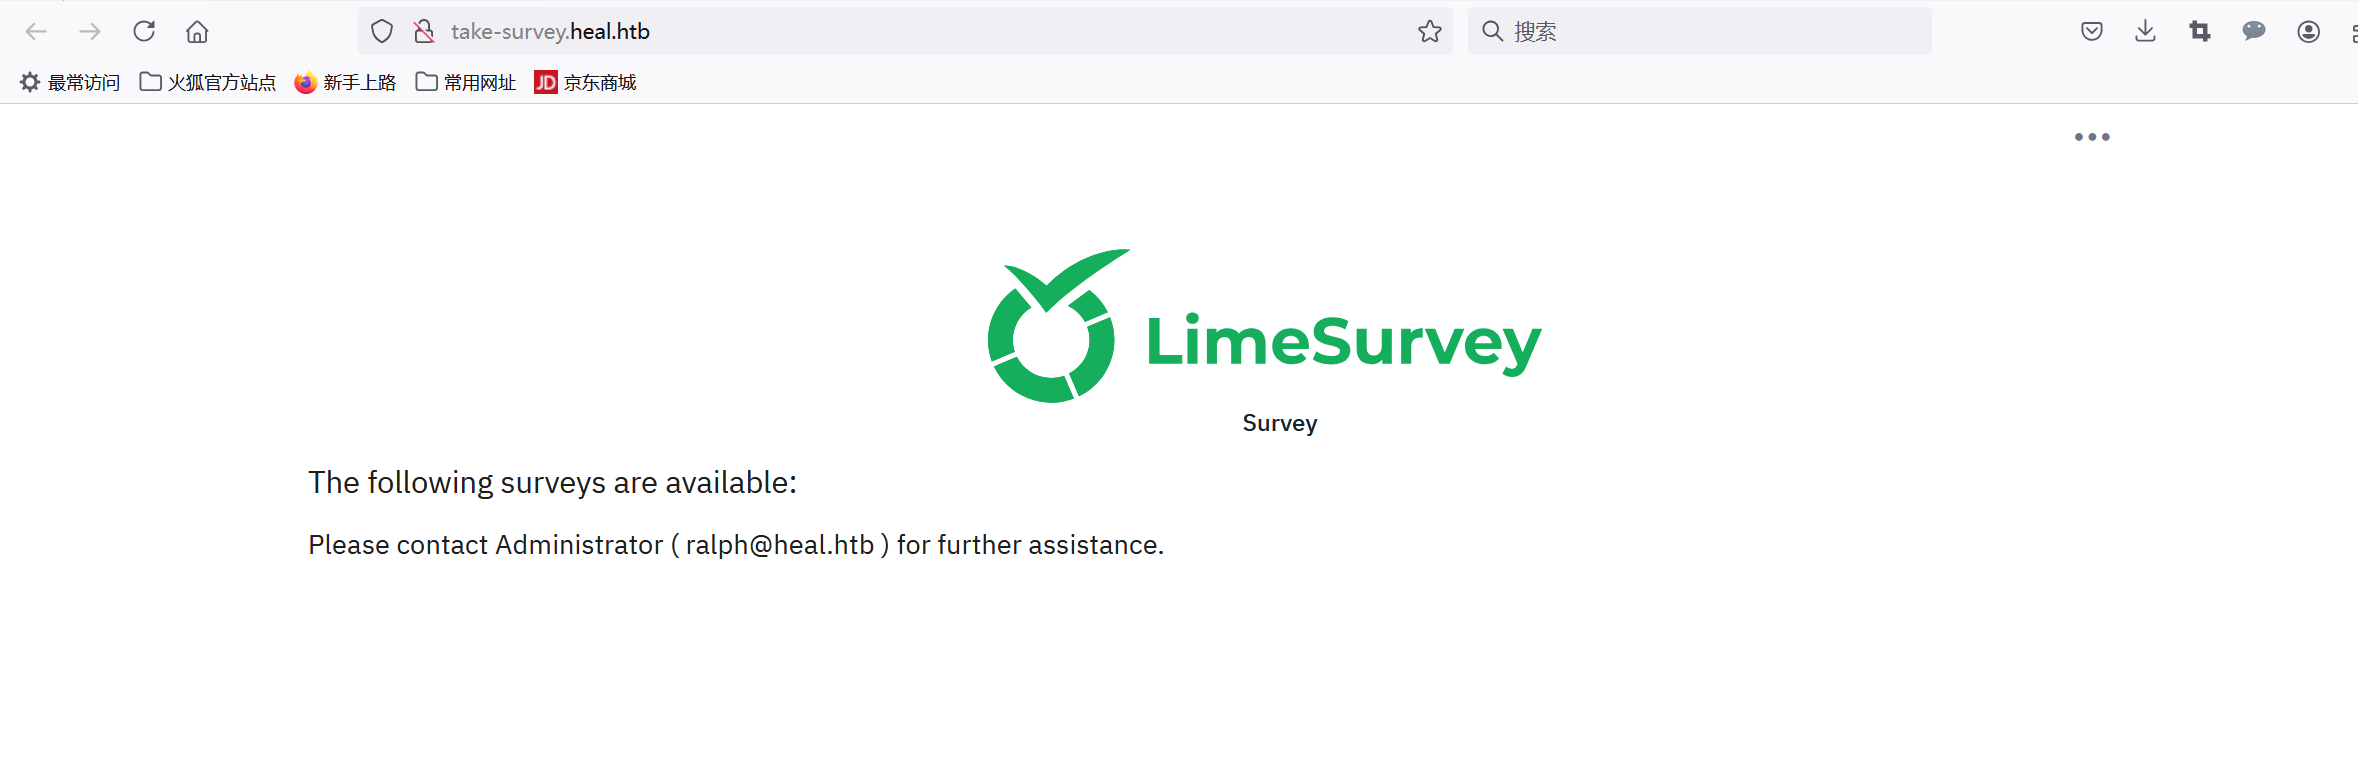 take-survey.heal.htb
搜索
最常访问 火狐官方站点 新手上路 常用网址 JD 京东商城
LimeSurvey
Survey
The following surveys are available:
Please contact Administrator ( ralph@heal.htb ) for further assistance.